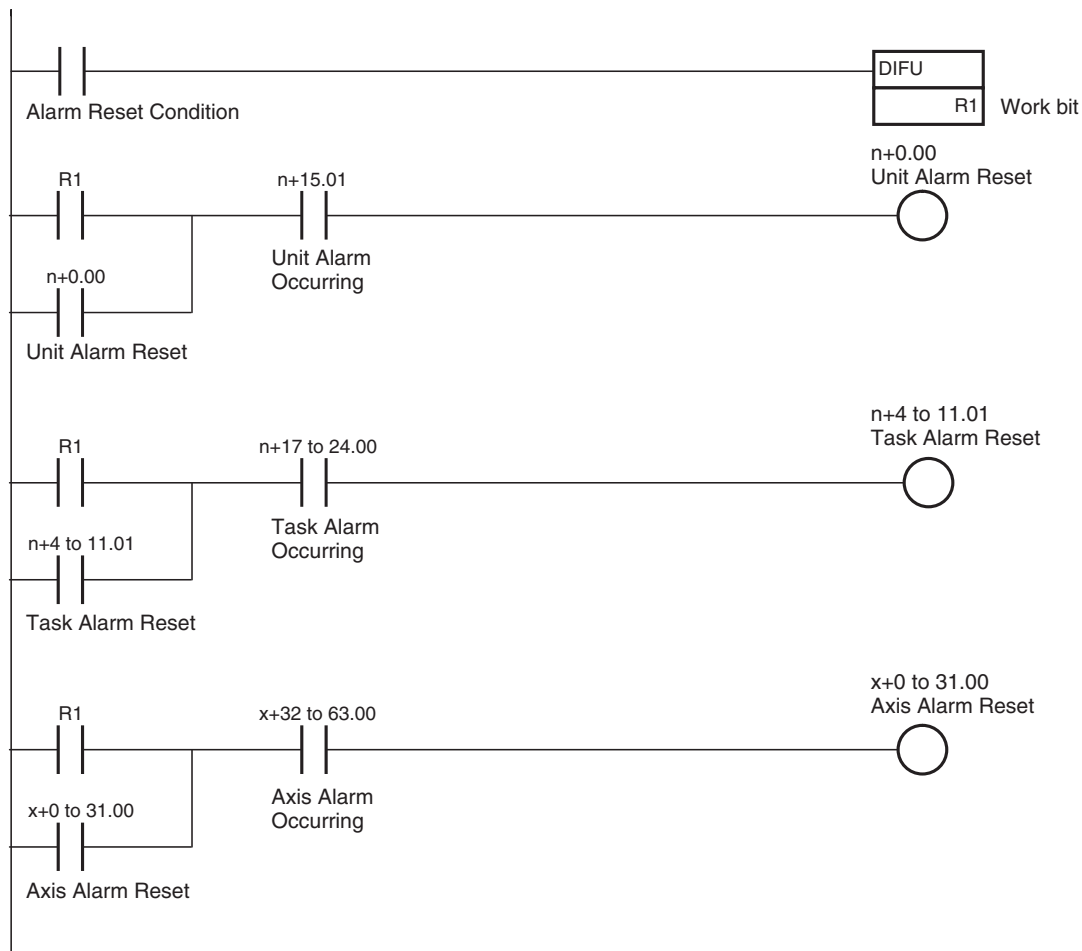 DIFU
Alarm Reset Condition
R1 Work bit
n+0.00
Unit Alarm Reset
R1
n+15.01
Unit Alarm
Occurring
n+0.00
Unit Alarm Reset
n+4 to 11.01
Task Alarm Reset
R1
n+17 to 24.00
Task Alarm
Occurring
n+4 to 11.01
Task Alarm Reset
x+0 to 31.00
Axis Alarm Reset
R1
x+32 to 63.00
Axis Alarm
Occurring
x+0 to 31.00
Axis Alarm Reset